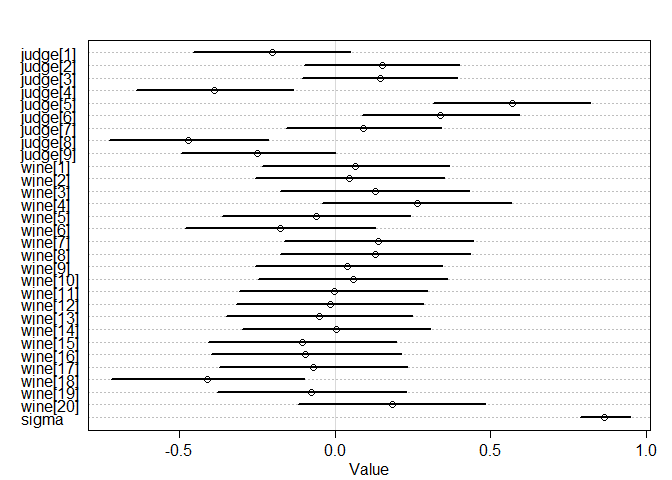 judge[1]
judge[2]
judge[3]
judge[4]
judge[5]
judge[6]
judge[7]
judge[8]
judge[9]
wine[1]
wine[2]
wine[3]
wine[4]
wine[5]
wine[6]
wine[7]
wine[8]
wine[9]
wine[10]
wine[11]
wine[12]
wine[13]
wine[14]
wine[15]
wine[16]
wine[17]
wine[18]
wine[19]
wine[20]
sigma
-0.5 0.0 0.5 1.0
Value